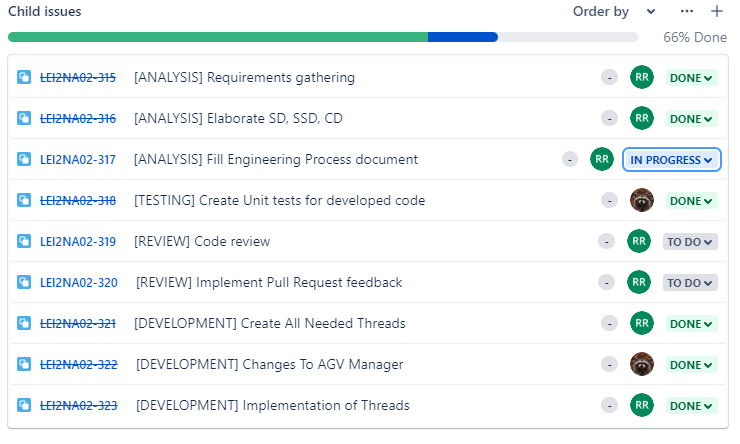 Child issues Order by
66% Done
LEI2NA02-315 [ANALYSIS] Requirements gathering - RR DONE
LEI2NA02-316 [ANALYSIS] Elaborate SD, SSD, CD - RR DONE
LEI2NA02-317 [ANALYSIS] Fill Engineering Process document - RR IN PROGRESS
LEI2NA02-318 [TESTING] Create Unit tests for developed code - DONE
LEI2NA02-319 [REVIEW] Code review - RR TO DO
LEI2NA02-320 [REVIEW] Implement Pull Request feedback - RR TO DO
LEI2NA02-321 [DEVELOPMENT] Create All Needed Threads - RR DONE
LEI2NA02-322 [DEVELOPMENT] Changes To AGV Manager - DONE
LEI2NA02-323 [DEVELOPMENT] Implementation of Threads - RR DONE